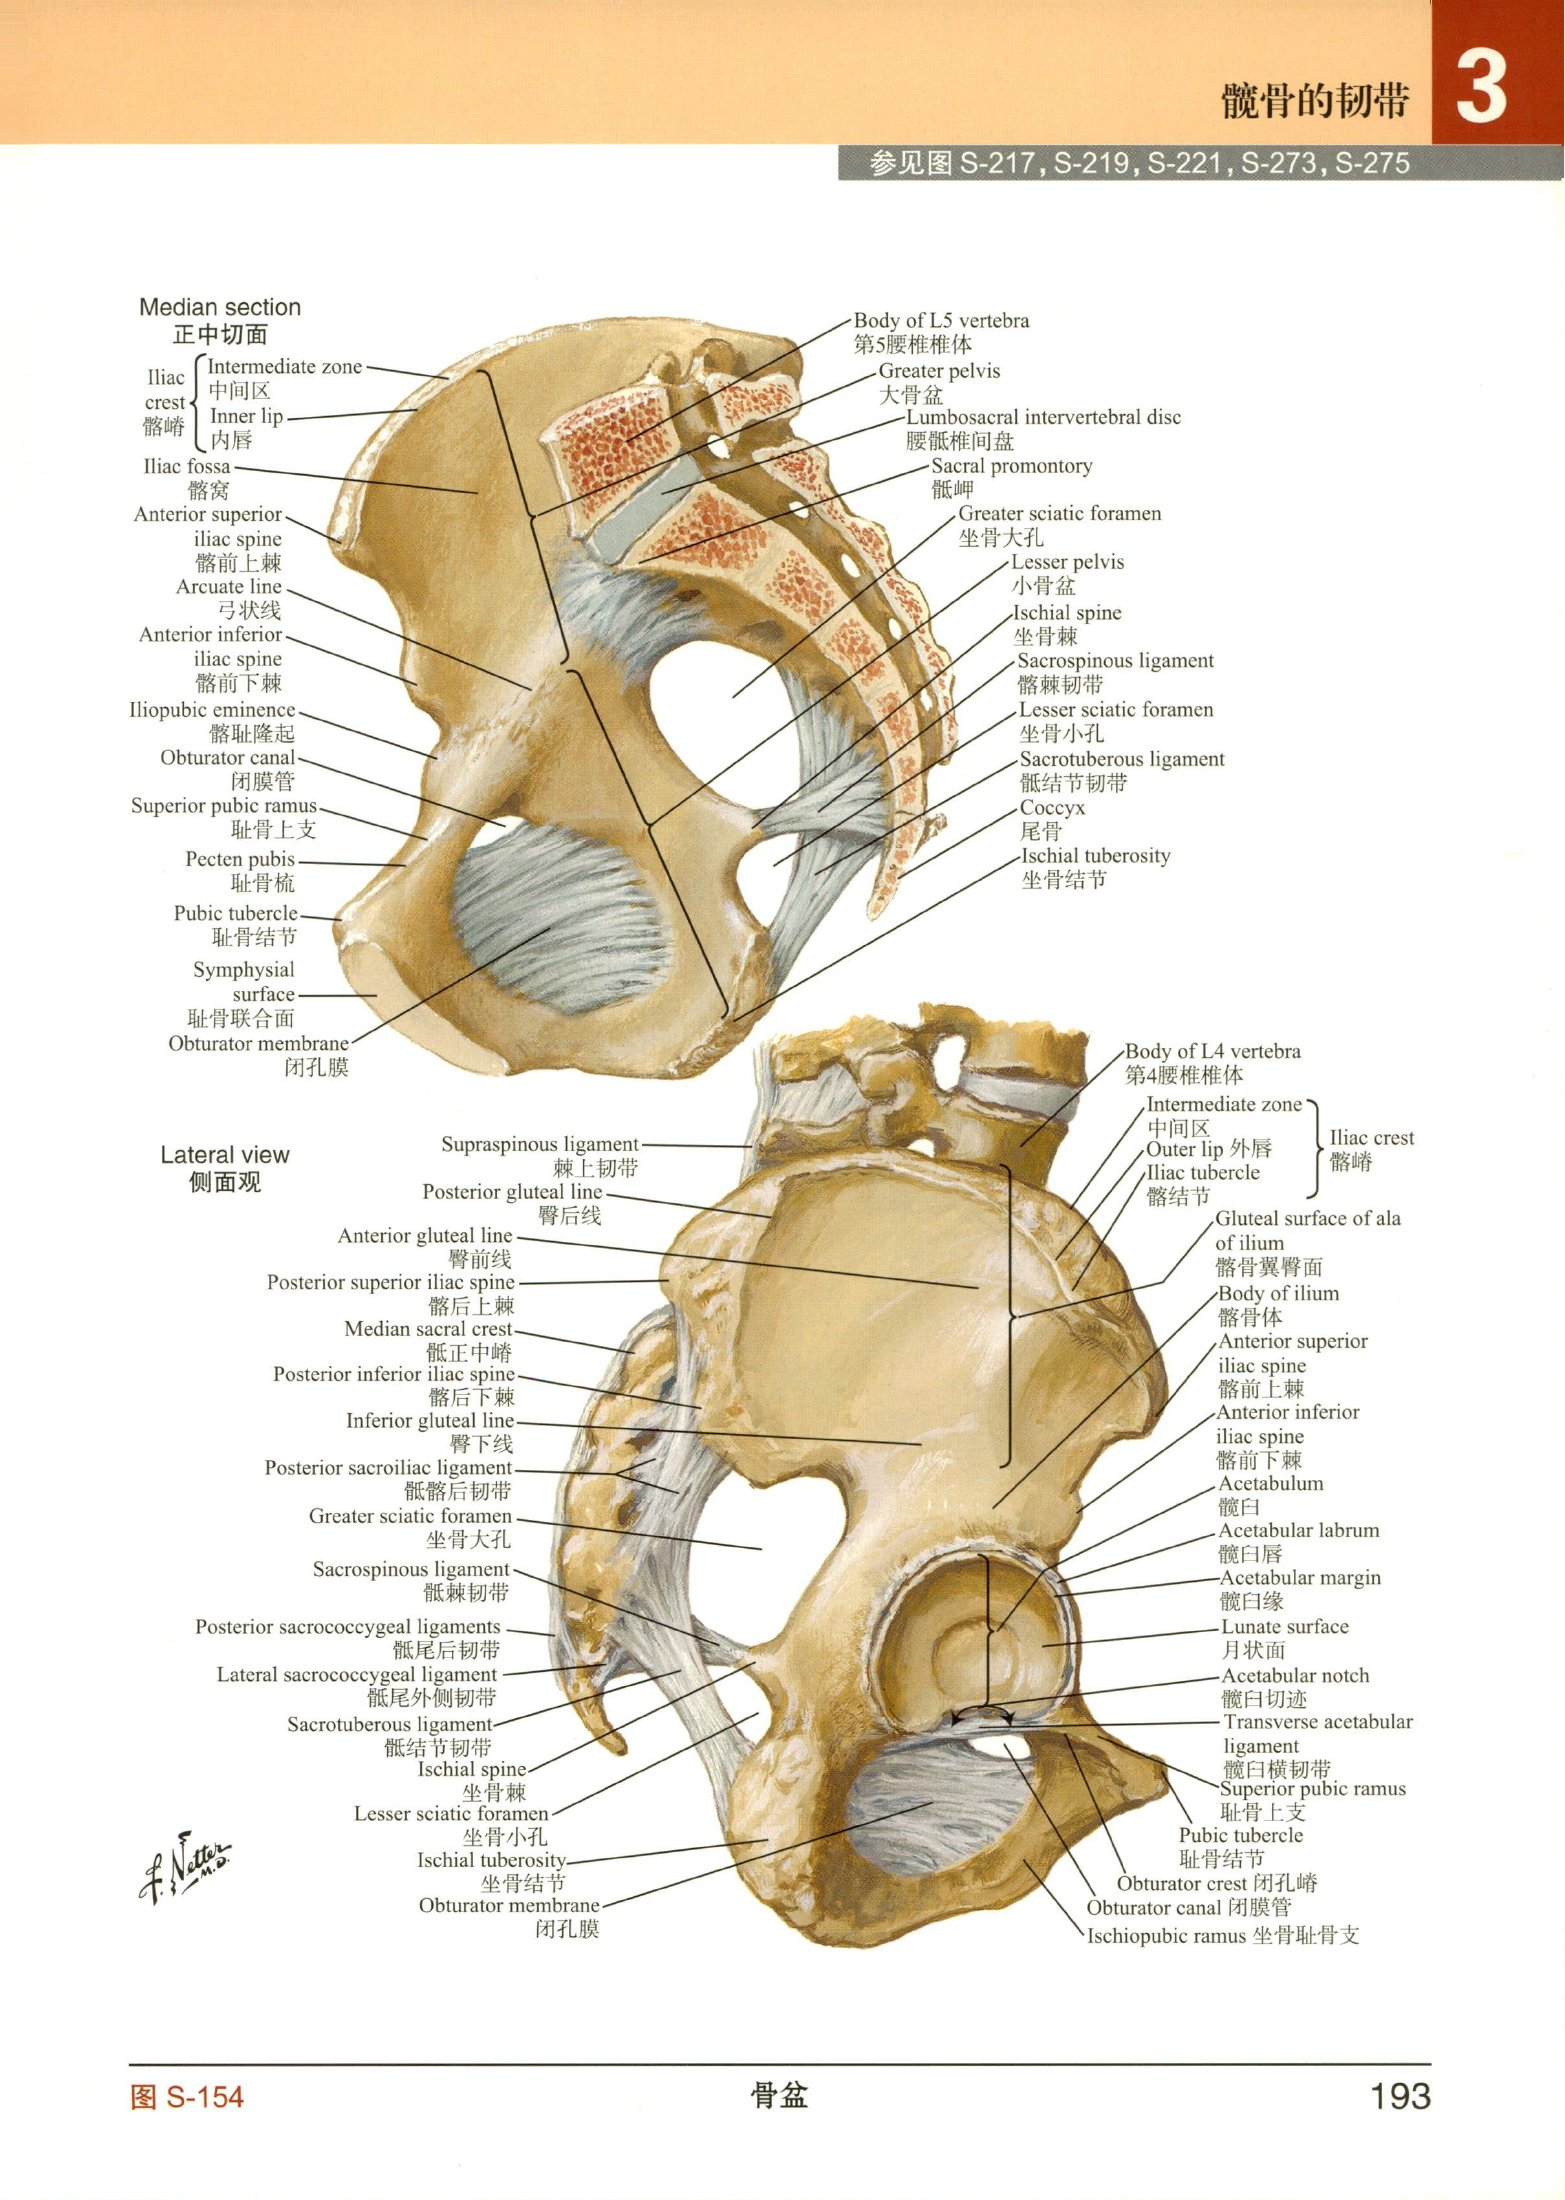 髋骨的韧带
3
参见图 S-217, S-219, S-221, S-273, S-275
Median section
正中切面
Iliac
crest
髂嵴
Intermediate zone
中间区
Inner lip
内唇
Iliac fossa
髂窝
Anterior superior
iliac spine
髂前上棘
Arcuate line
弓状线
Anterior inferior
iliac spine
髂前下棘
Iliopubic eminence
髂耻隆起
Obturator canal
闭膜管
Superior pubic ramus
耻骨上支
Pecten pubis
耻骨梳
Pubic tubercle
耻骨结节
Symphysial
surface
耻骨联合面
Obturator membrane
闭孔膜
Body of L5 vertebra
第5腰椎椎体
Greater pelvis
大骨盆
Lumbosacral intervertebral disc
腰骶椎间盘
Sacral promontory
骶岬
Greater sciatic foramen
坐骨大孔
Lesser pelvis
小骨盆
Ischial spine
坐骨棘
Sacrospinous ligament
髂棘韧带
Lesser sciatic foramen
坐骨小孔
Sacrotuberous ligament
骶结节韧带
Coccyx
尾骨
Ischial tuberosity
坐骨结节
Lateral view
侧面观
Supraspinous ligament
棘上韧带
Posterior gluteal line
臀后线
Anterior gluteal line
臀前线
Posterior superior iliac spine
髂后上棘
Median sacral crest
骶正中嵴
Posterior inferior iliac spine
髂后下棘
Inferior gluteal line
臀下线
Posterior sacroiliac ligament
骶髂后韧带
Greater sciatic foramen
坐骨大孔
Sacrospinous ligament
骶棘韧带
Posterior sacrococcygeal ligaments
骶尾后韧带
Lateral sacrococcygeal ligament
骶尾外侧韧带
Sacrotuberous ligament
骶结节韧带
Ischial spine
坐骨棘
Lesser sciatic foramen
坐骨小孔
Ischial tuberosity
坐骨结节
Obturator membrane
闭孔膜
Body of L4 vertebra
第4腰椎椎体
Intermediate zone
中间区
Outer lip 外唇
Iliac tubercle
髂结节
Iliac crest
髂嵴
Gluteal surface of ala
of ilium
髂骨翼臀面
Body of ilium
髂骨体
Anterior superior
iliac spine
髂前上棘
Anterior inferior
iliac spine
髂前下棘
Acetabulum
髋臼
Acetabular labrum
髋臼唇
Acetabular margin
髋臼缘
Lunate surface
月状面
Acetabular notch
髋臼切迹
Transverse acetabular
ligament
髋臼横韧带
Superior pubic ramus
耻骨上支
Pubic tubercle
耻骨结节
Obturator crest 闭孔嵴
Obturator canal 闭膜管
Ischiopubic ramus 坐骨耻骨支
F. Netter
M.D.
图 S-154
骨盆
193